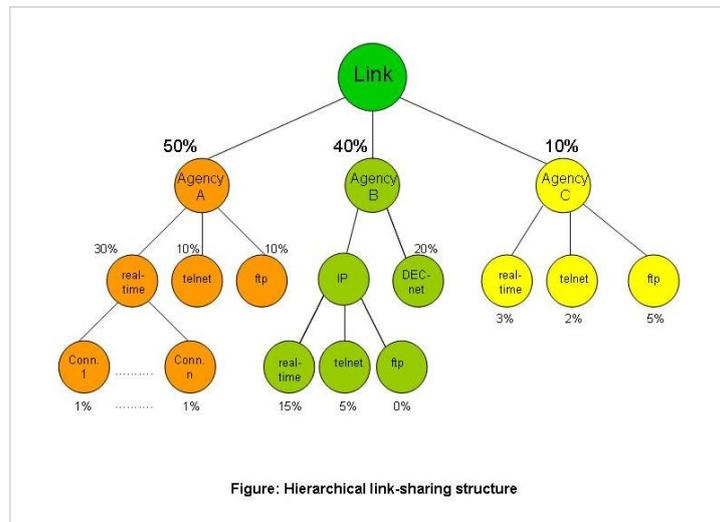 Link
50%
40%
10%
Agency
A
Agency
B
Agency
C
30%
10%
10%
20%
real-
time
telnet
ftp
IP
DEC-
net
real-
time
telnet
ftp
3%
2%
5%
Conn.
1
..........
Conn.
n
real-
time
telnet
ftp
1%
..........
1%
15%
5%
0%
Figure: Hierarchical link-sharing structure